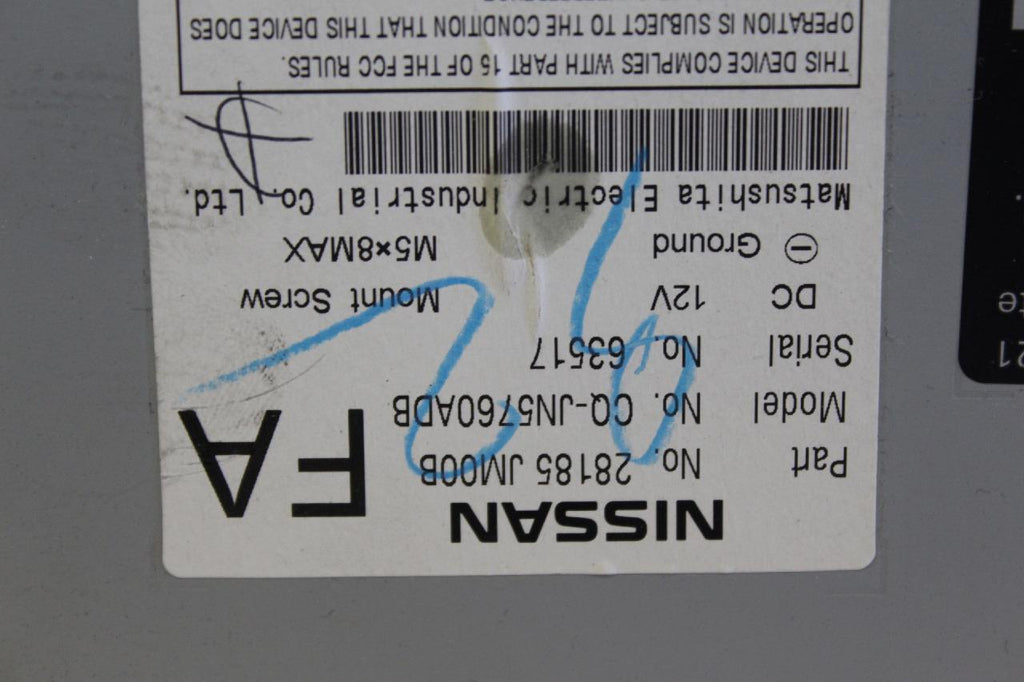 NISSAN
Part No. 28185 JM00B
FA
Model No. CQ-JN5760ADB
Serial No. 63517
DC 12V Mount Screw
⊖ Ground M5×8MAX
Matsushita Electric Industrial Co.,Ltd.
THIS DEVICE COMPLIES WITH PART 15 OF THE FCC RULES.
OPERATION IS SUBJECT TO THE CONDITION THAT THIS DEVICE DOES
21